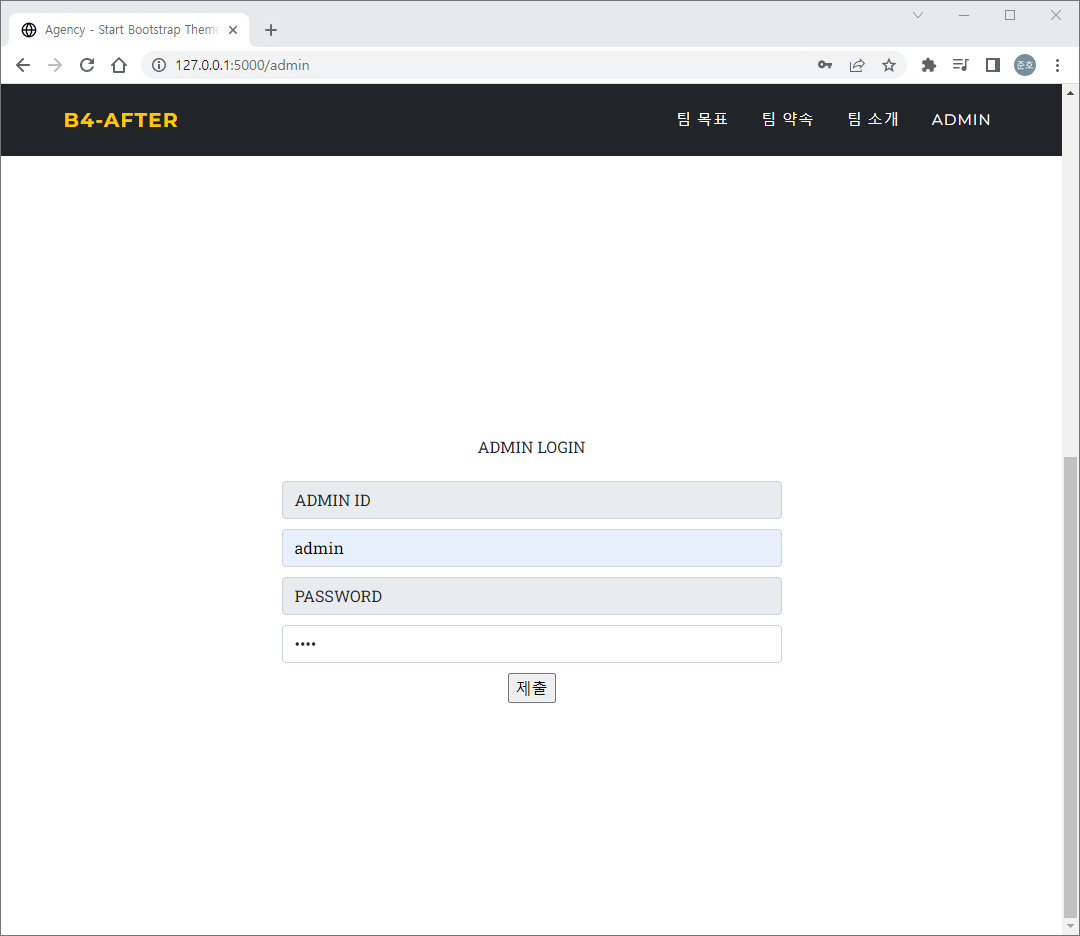 Agency - Start Bootstrap Theme
127.0.0.1:5000/admin
준호
B4-AFTER
팀 목표 팀 약속 팀 소개 ADMIN
ADMIN LOGIN
ADMIN ID
admin
PASSWORD
••••
제출